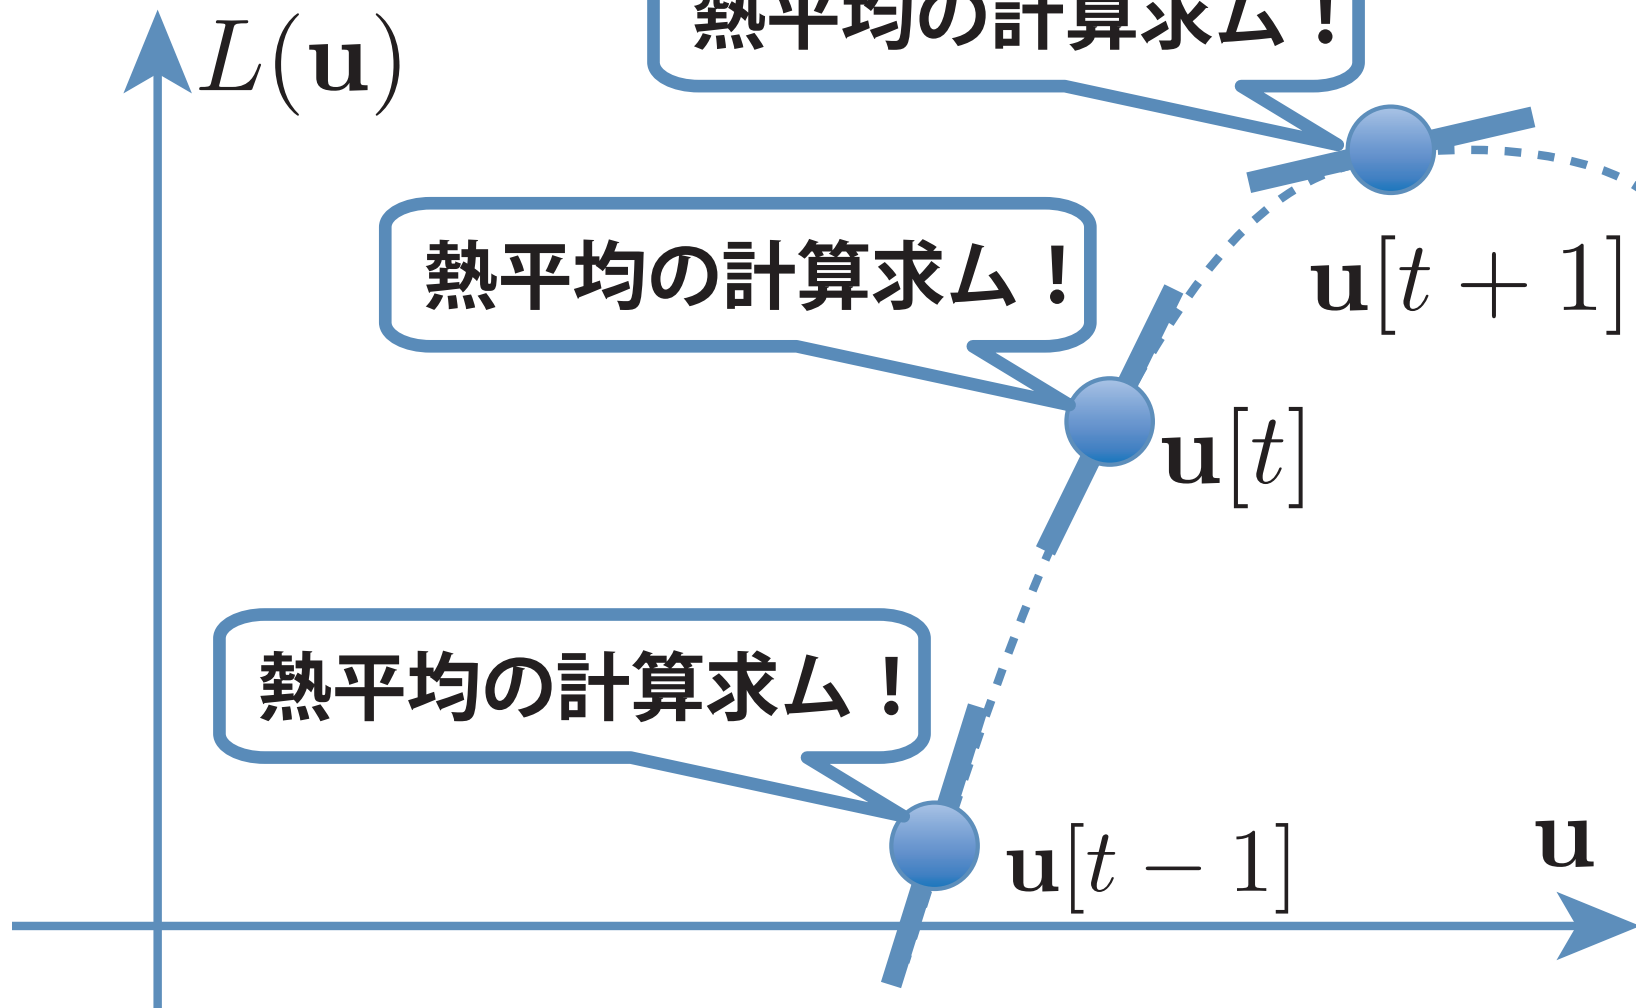 熱平均の計算求ム！
L(u)
熱平均の計算求ム！
u[t + 1]
u[t]
熱平均の計算求ム！
u[t − 1]
u